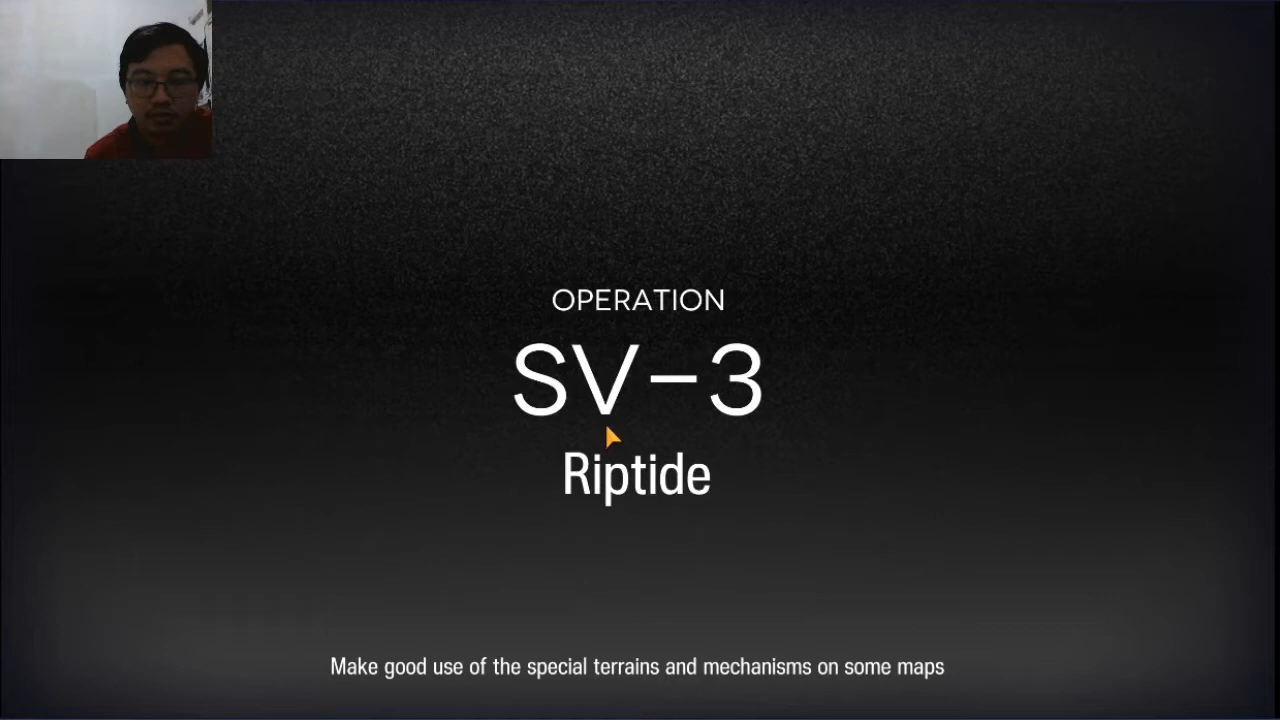 OPERATION
SV-3
Riptide
Make good use of the special terrains and mechanisms on some maps